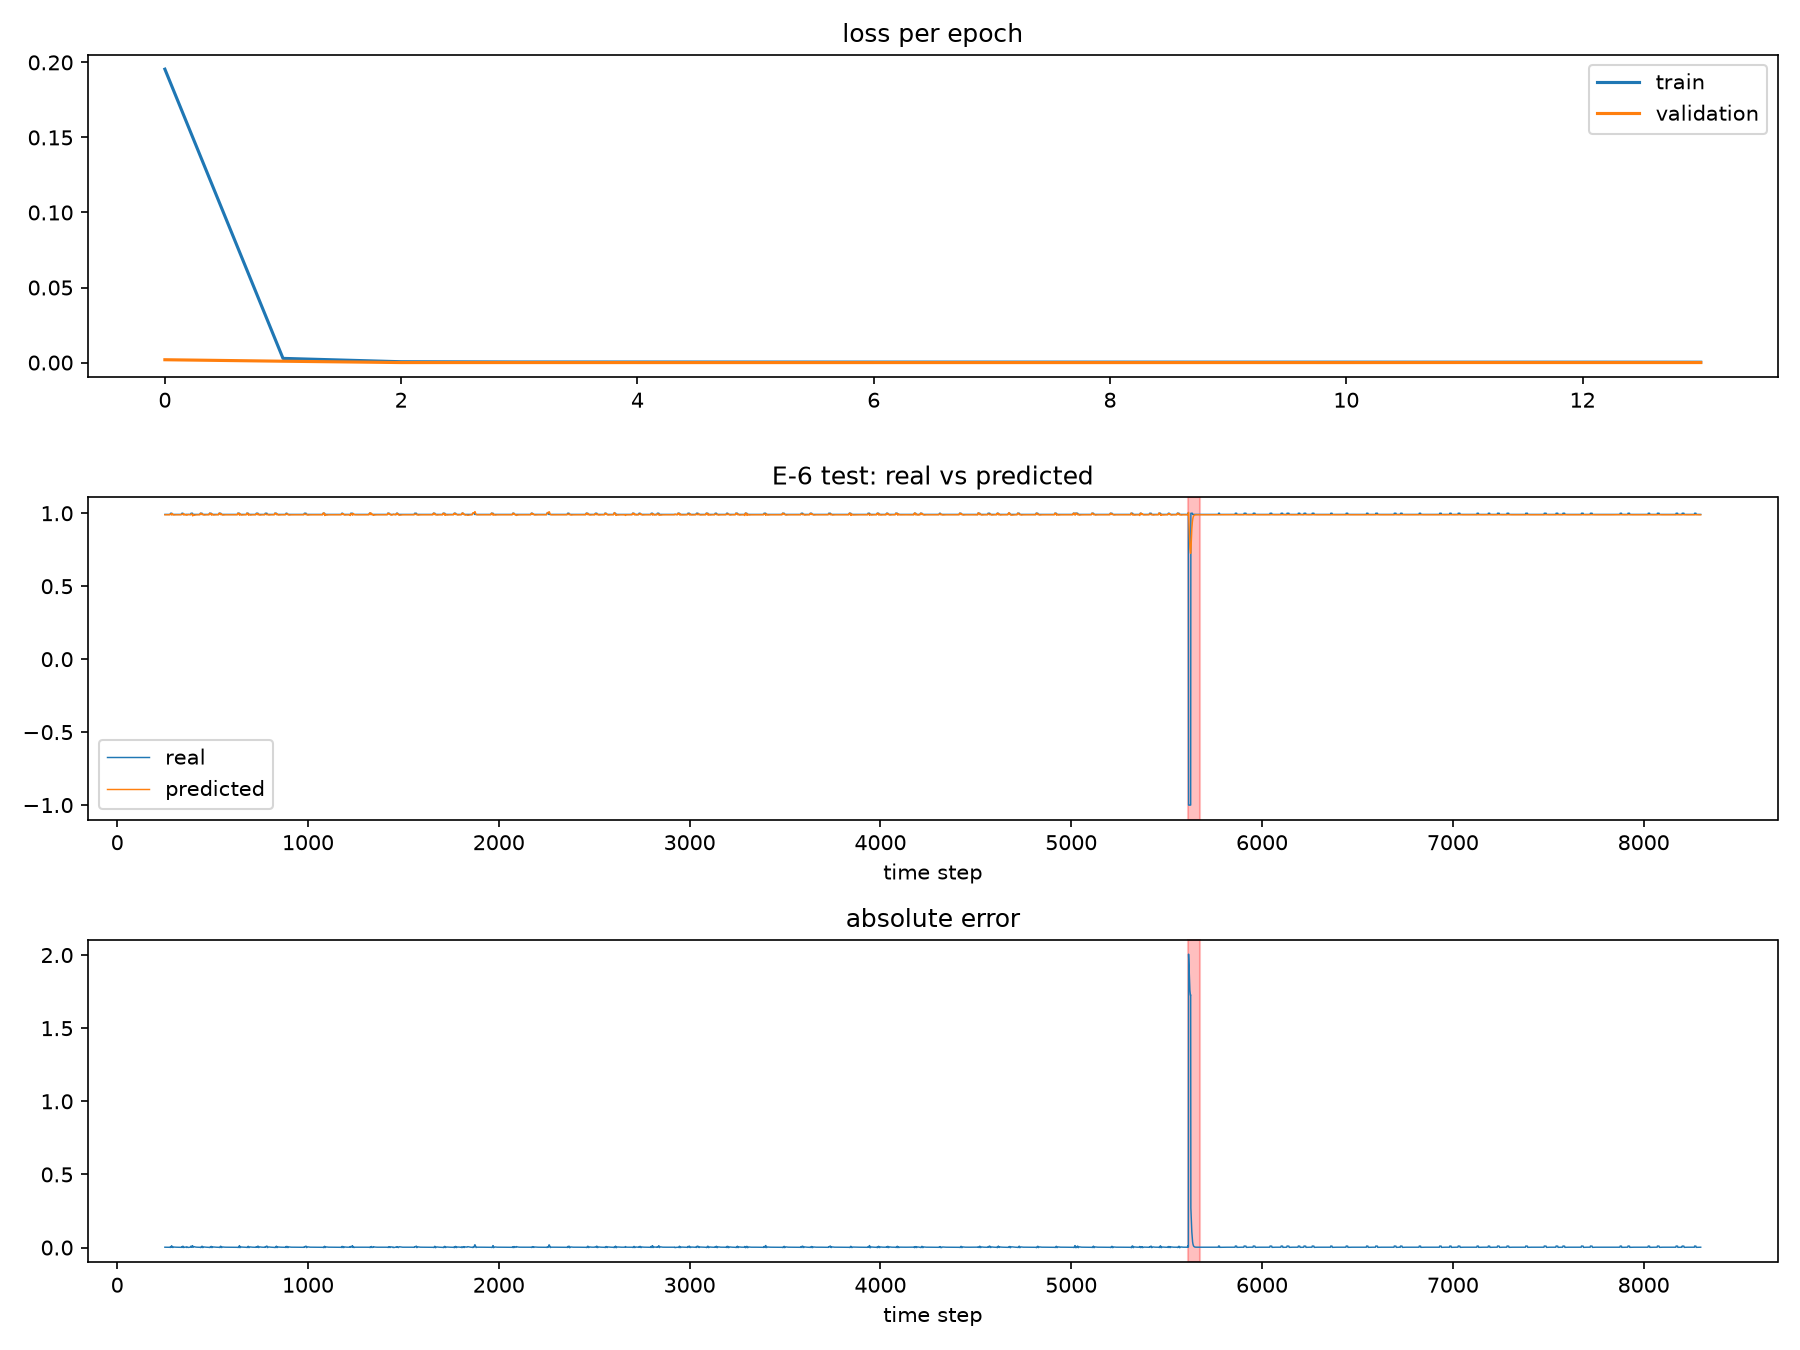 loss per epoch
0.20
0.15
0.10
0.05
0.00
train
validation
0 2 4 6 8 10 12
E-6 test: real vs predicted
1.0
0.5
0.0
−0.5
−1.0
real
predicted
0 1000 2000 3000 4000 5000 6000 7000 8000
time step
absolute error
2.0
1.5
1.0
0.5
0.0
0 1000 2000 3000 4000 5000 6000 7000 8000
time step